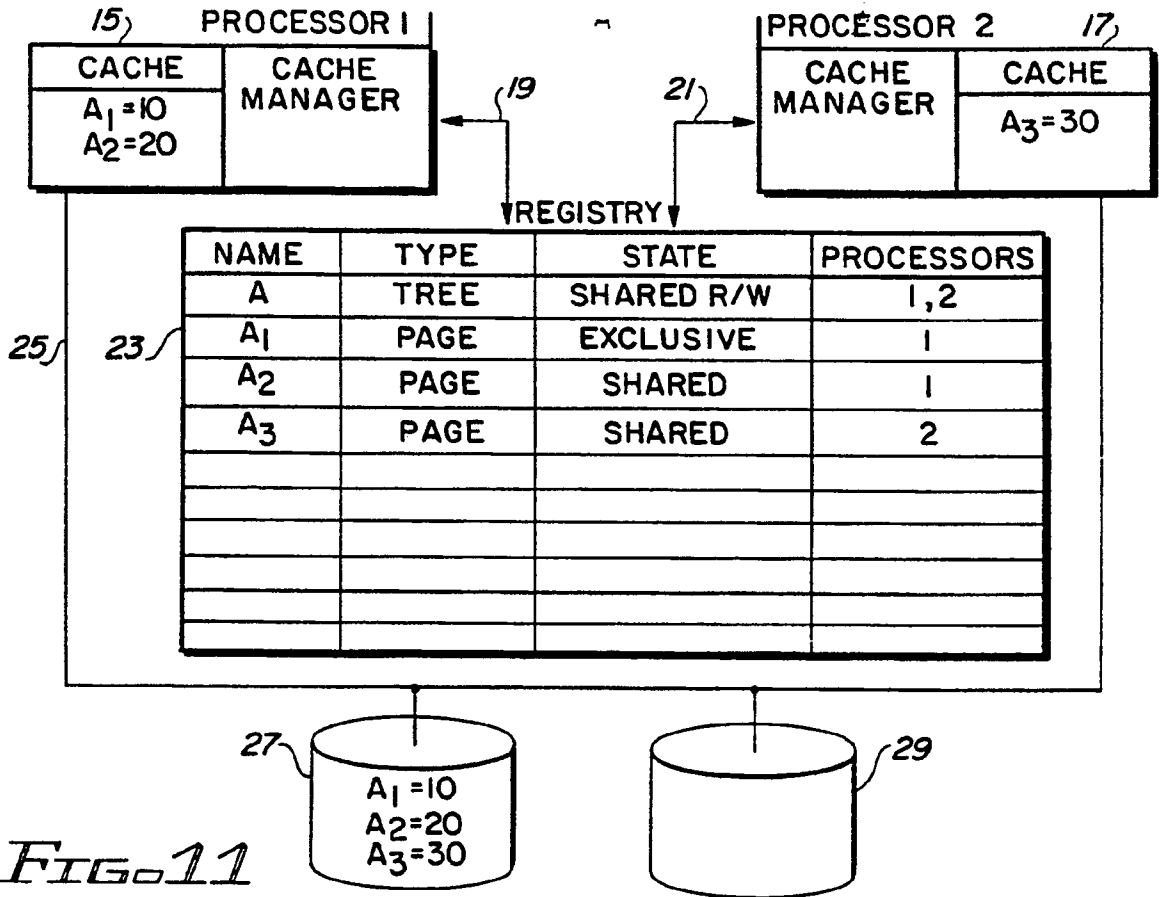 15 PROCESSOR 1 PROCESSOR 2 17
CACHE CACHE MANAGER CACHE MANAGER CACHE
A1=10
A2=20
A3=30
19 21
REGISTRY
NAME TYPE STATE PROCESSORS
A TREE SHARED R/W 1,2
A1 PAGE EXCLUSIVE 1
A2 PAGE SHARED 1
A3 PAGE SHARED 2
25 23
27 29
A1=10
A2=20
A3=30
FIG. 11